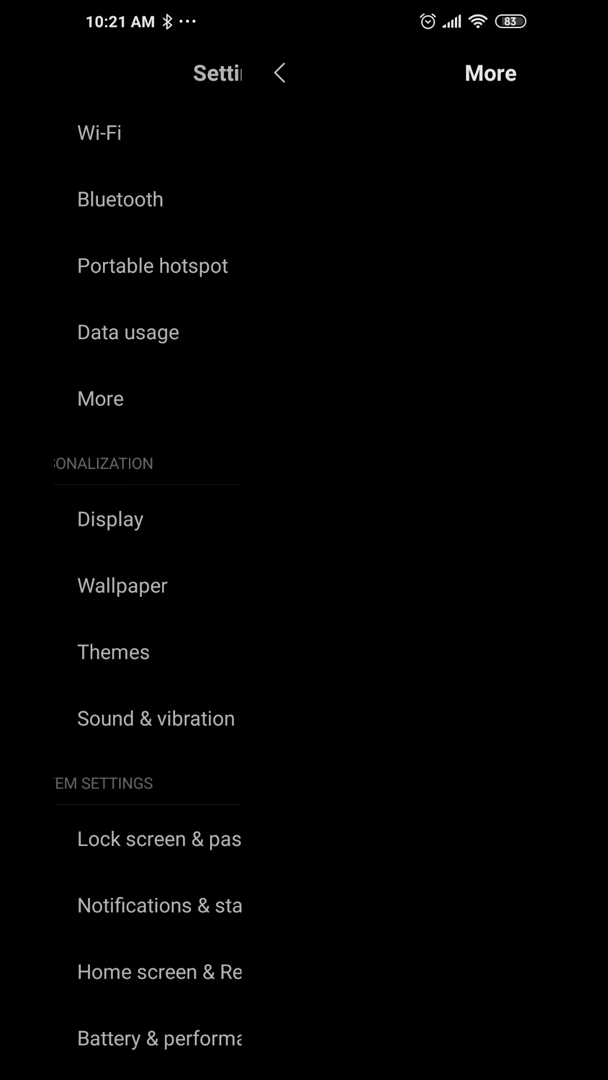 10:21 AM
83
Setti
More
Wi-Fi
Bluetooth
Portable hotspot
Data usage
More
SONALIZATION
Display
Wallpaper
Themes
Sound & vibration
EM SETTINGS
Lock screen & pas
Notifications & sta
Home screen & Re
Battery & performa